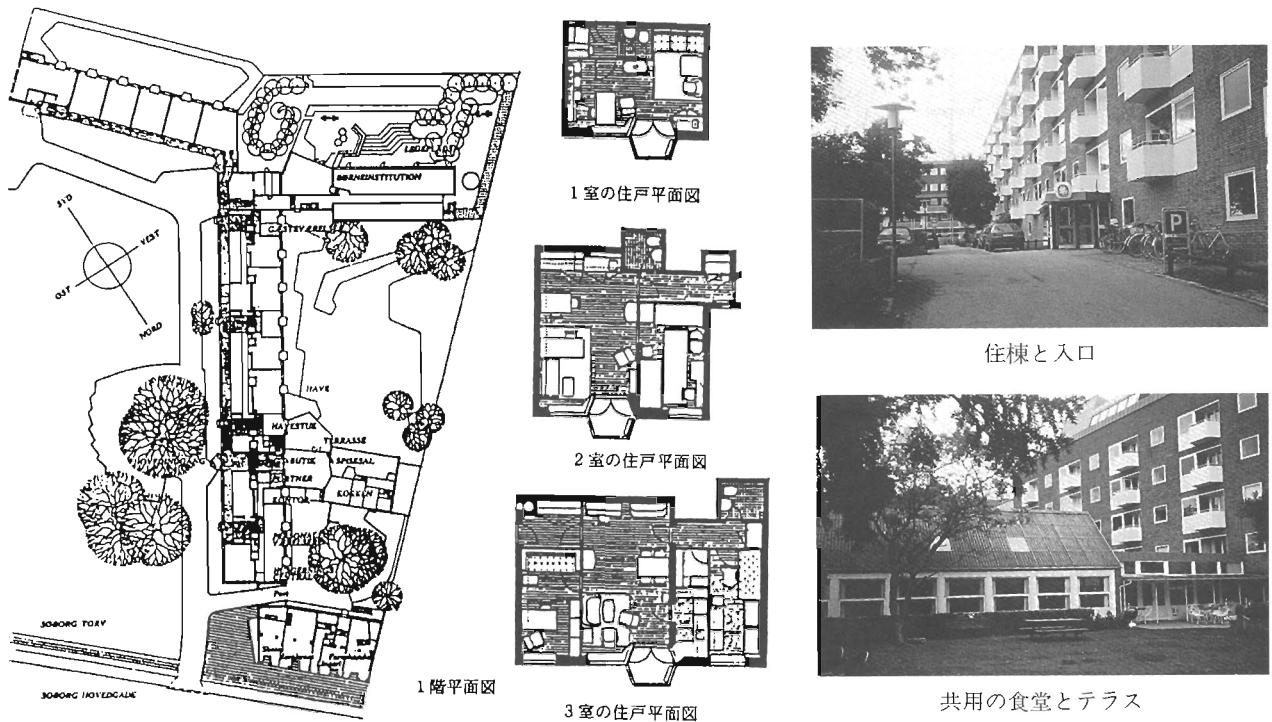 LEGEPL
BØRNEINSTITUTION
GÆSTEVÆREL
SYD
VEST
ØST
NORD
HAVE
HAVESTUE
TERRASSE
BUTIK
SPISESAL
KØKKEN
KONTOR
Port
SØBORG TORV
SØBORG HOVEDGADE
1階平面図
1室の住戸平面図
2室の住戸平面図
3室の住戸平面図
P
住棟と入口
共用の食堂とテラス